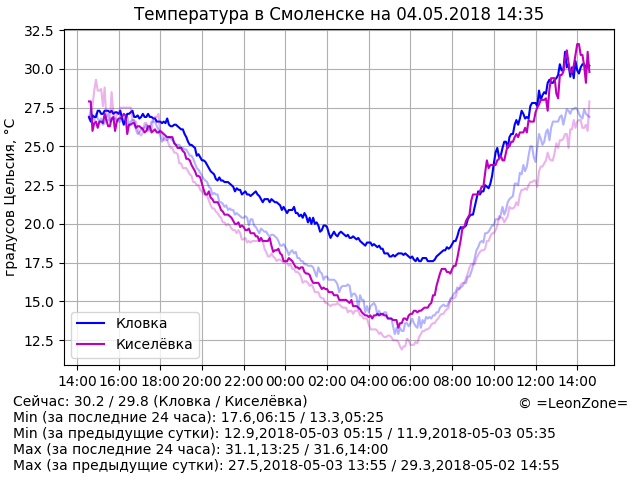 Температура в Смоленске на 04.05.2018 14:35
32.5
30.0
27.5
25.0
22.5
20.0
17.5
15.0
12.5
градусов Цельсия, °C
Кловка
Киселёвка
14:00 16:00 18:00 20:00 22:00 00:00 02:00 04:00 06:00 08:00 10:00 12:00 14:00
Сейчас: 30.2 / 29.8 (Кловка / Киселёвка)
© =LeonZone=
Min (за последние 24 часа): 17.6,06:15 / 13.3,05:25
Min (за предыдущие сутки): 12.9,2018-05-03 05:15 / 11.9,2018-05-03 05:35
Max (за последние 24 часа): 31.1,13:25 / 31.6,14:00
Max (за предыдущие сутки): 27.5,2018-05-03 13:55 / 29.3,2018-05-02 14:55